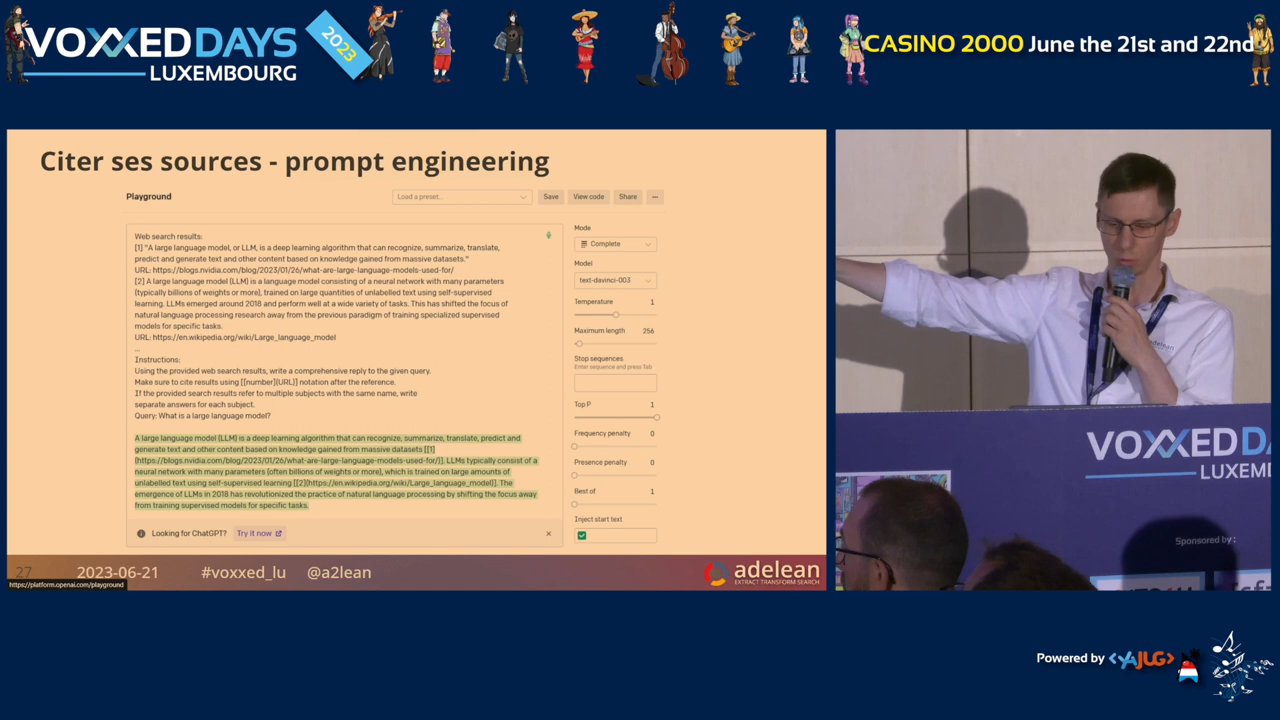 VOXXED DAYS
LUXEMBOURG
2023
CASINO 2000 June the 21st and 22nd
Citer ses sources - prompt engineering
Playground
Load a preset...
Save
View code
Share
...
Web search results:
[1] "A large language model, or LLM, is a deep learning algorithm that can recognize, summarize, translate,
predict and generate text and other content based on knowledge gained from massive datasets."
URL: https://blogs.nvidia.com/blog/2023/01/26/what-are-large-language-models-used-for/
[2] A large language model (LLM) is a language model consisting of a neural network with many parameters
(typically billions of weights or more), trained on large quantities of unlabelled text using self-supervised
learning. LLMs emerged around 2018 and perform well at a wide variety of tasks. This has shifted the focus of
natural language processing research away from the previous paradigm of training specialized supervised
models for specific tasks.
URL: https://en.wikipedia.org/wiki/Large_language_model
...
Instructions:
Using the provided web search results, write a comprehensive reply to the given query.
Make sure to cite results using [[number](URL)] notation after the reference.
If the provided search results refer to multiple subjects with the same name, write
separate answers for each subject.
Query: What is a large language model?
A large language model (LLM) is a deep learning algorithm that can recognize, summarize, translate, predict and
generate text and other content based on knowledge gained from massive datasets [[1]
(https://blogs.nvidia.com/blog/2023/01/26/what-are-large-language-models-used-for/)]. LLMs typically consist of a
neural network with many parameters (often billions of weights or more), which is trained on large amounts of
unlabelled text using self-supervised learning [[2](https://en.wikipedia.org/wiki/Large_language_model)]. The
emergence of LLMs in 2018 has revolutionized the practice of natural language processing by shifting the focus away
from training supervised models for specific tasks.
Looking for ChatGPT? Try it now
Mode
Complete
Model
text-davinci-003
Temperature 1
Maximum length 256
Stop sequences
Enter sequence and press Tab
Top P 1
Frequency penalty 0
Presence penalty 0
Best of 1
Inject start text
27
2023-06-21
#voxxed_lu
@a2lean
adelean
EXTRACT TRANSFORM SEARCH
https://platform.openai.com/playground
adelean
VOXXED DA
LUXEM
Sponsored by:
Powered by <YAJUG>